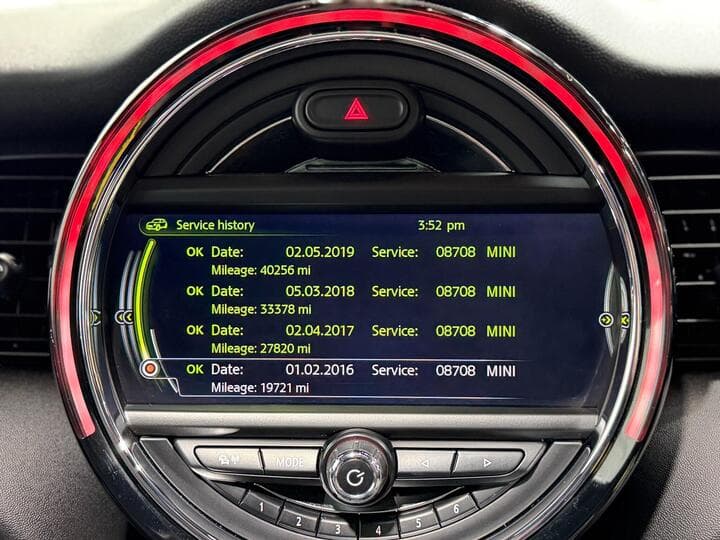 Service history 3:52 pm
OK Date: 02.05.2019 Service: 08708 MINI
Mileage: 40256 mi
OK Date: 05.03.2018 Service: 08708 MINI
Mileage: 33378 mi
OK Date: 02.04.2017 Service: 08708 MINI
Mileage: 27820 mi
OK Date: 01.02.2016 Service: 08708 MINI
Mileage: 19721 mi
MODE
1 2 3 4 5 6